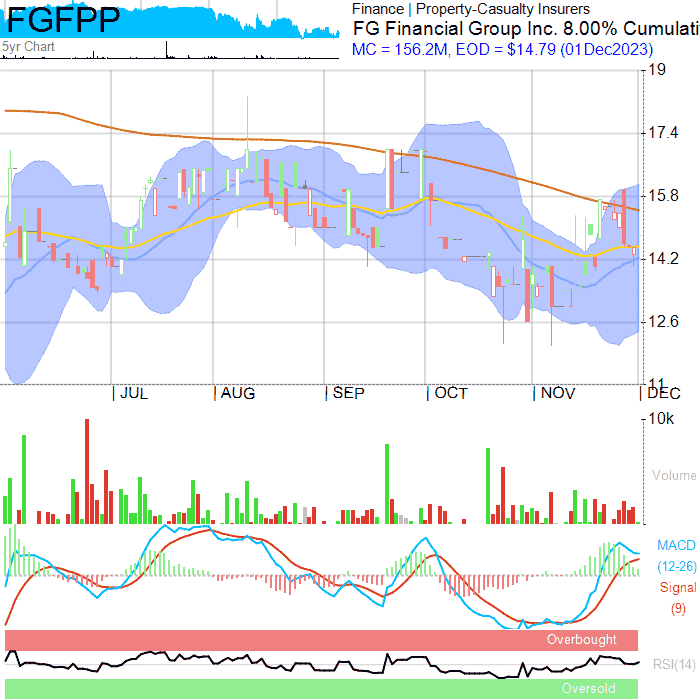 FGFPP
Finance | Property-Casualty Insurers
FG Financial Group Inc. 8.00% Cumulati
5yr Chart
MC = 156.2M, EOD = $14.79 (01Dec2023)
19
17.4
15.8
14.2
12.6
11
JUL AUG SEP OCT NOV DEC
10k
Volume
MACD
(12-26)
Signal
(9)
Overbought
RSI(14)
Oversold